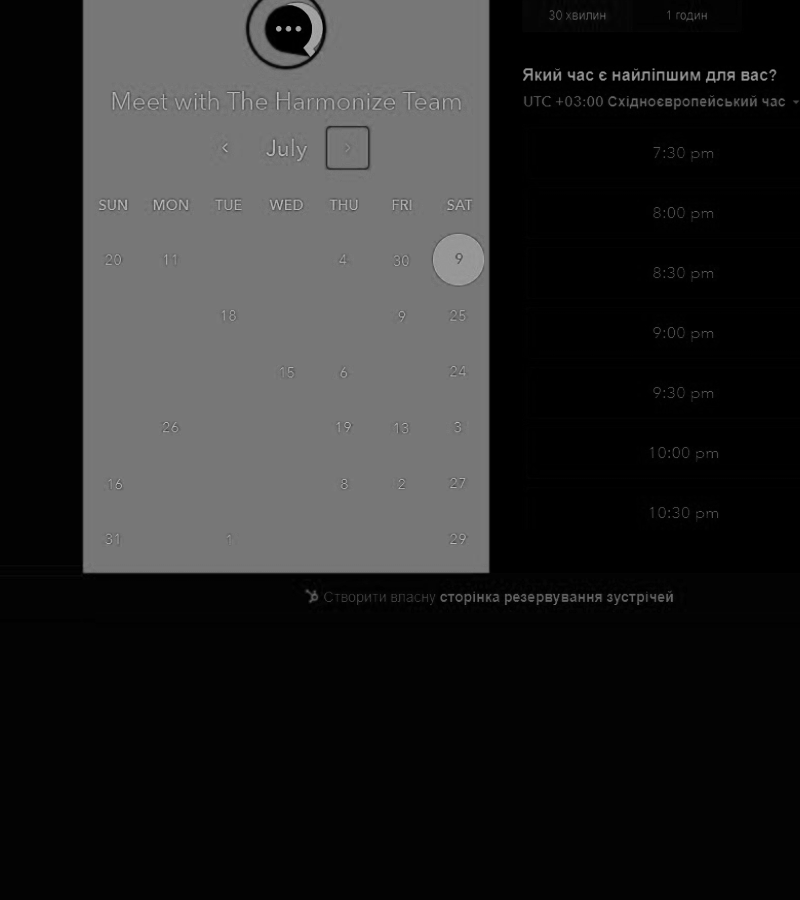 30 хвилин 1 годин
Meet with The Harmonize Team
July
SUN MON TUE WED THU FRI SAT
20 11 4 30 9
18 9 25
15 6 24
26 19 13 3
16 8 2 27
31 1 29
Який час є найліпшим для вас?
UTC +03:00 Східноєвропейський час
7:30 pm
8:00 pm
8:30 pm
9:00 pm
9:30 pm
10:00 pm
10:30 pm
Створити власну сторінка резервування зустрічей